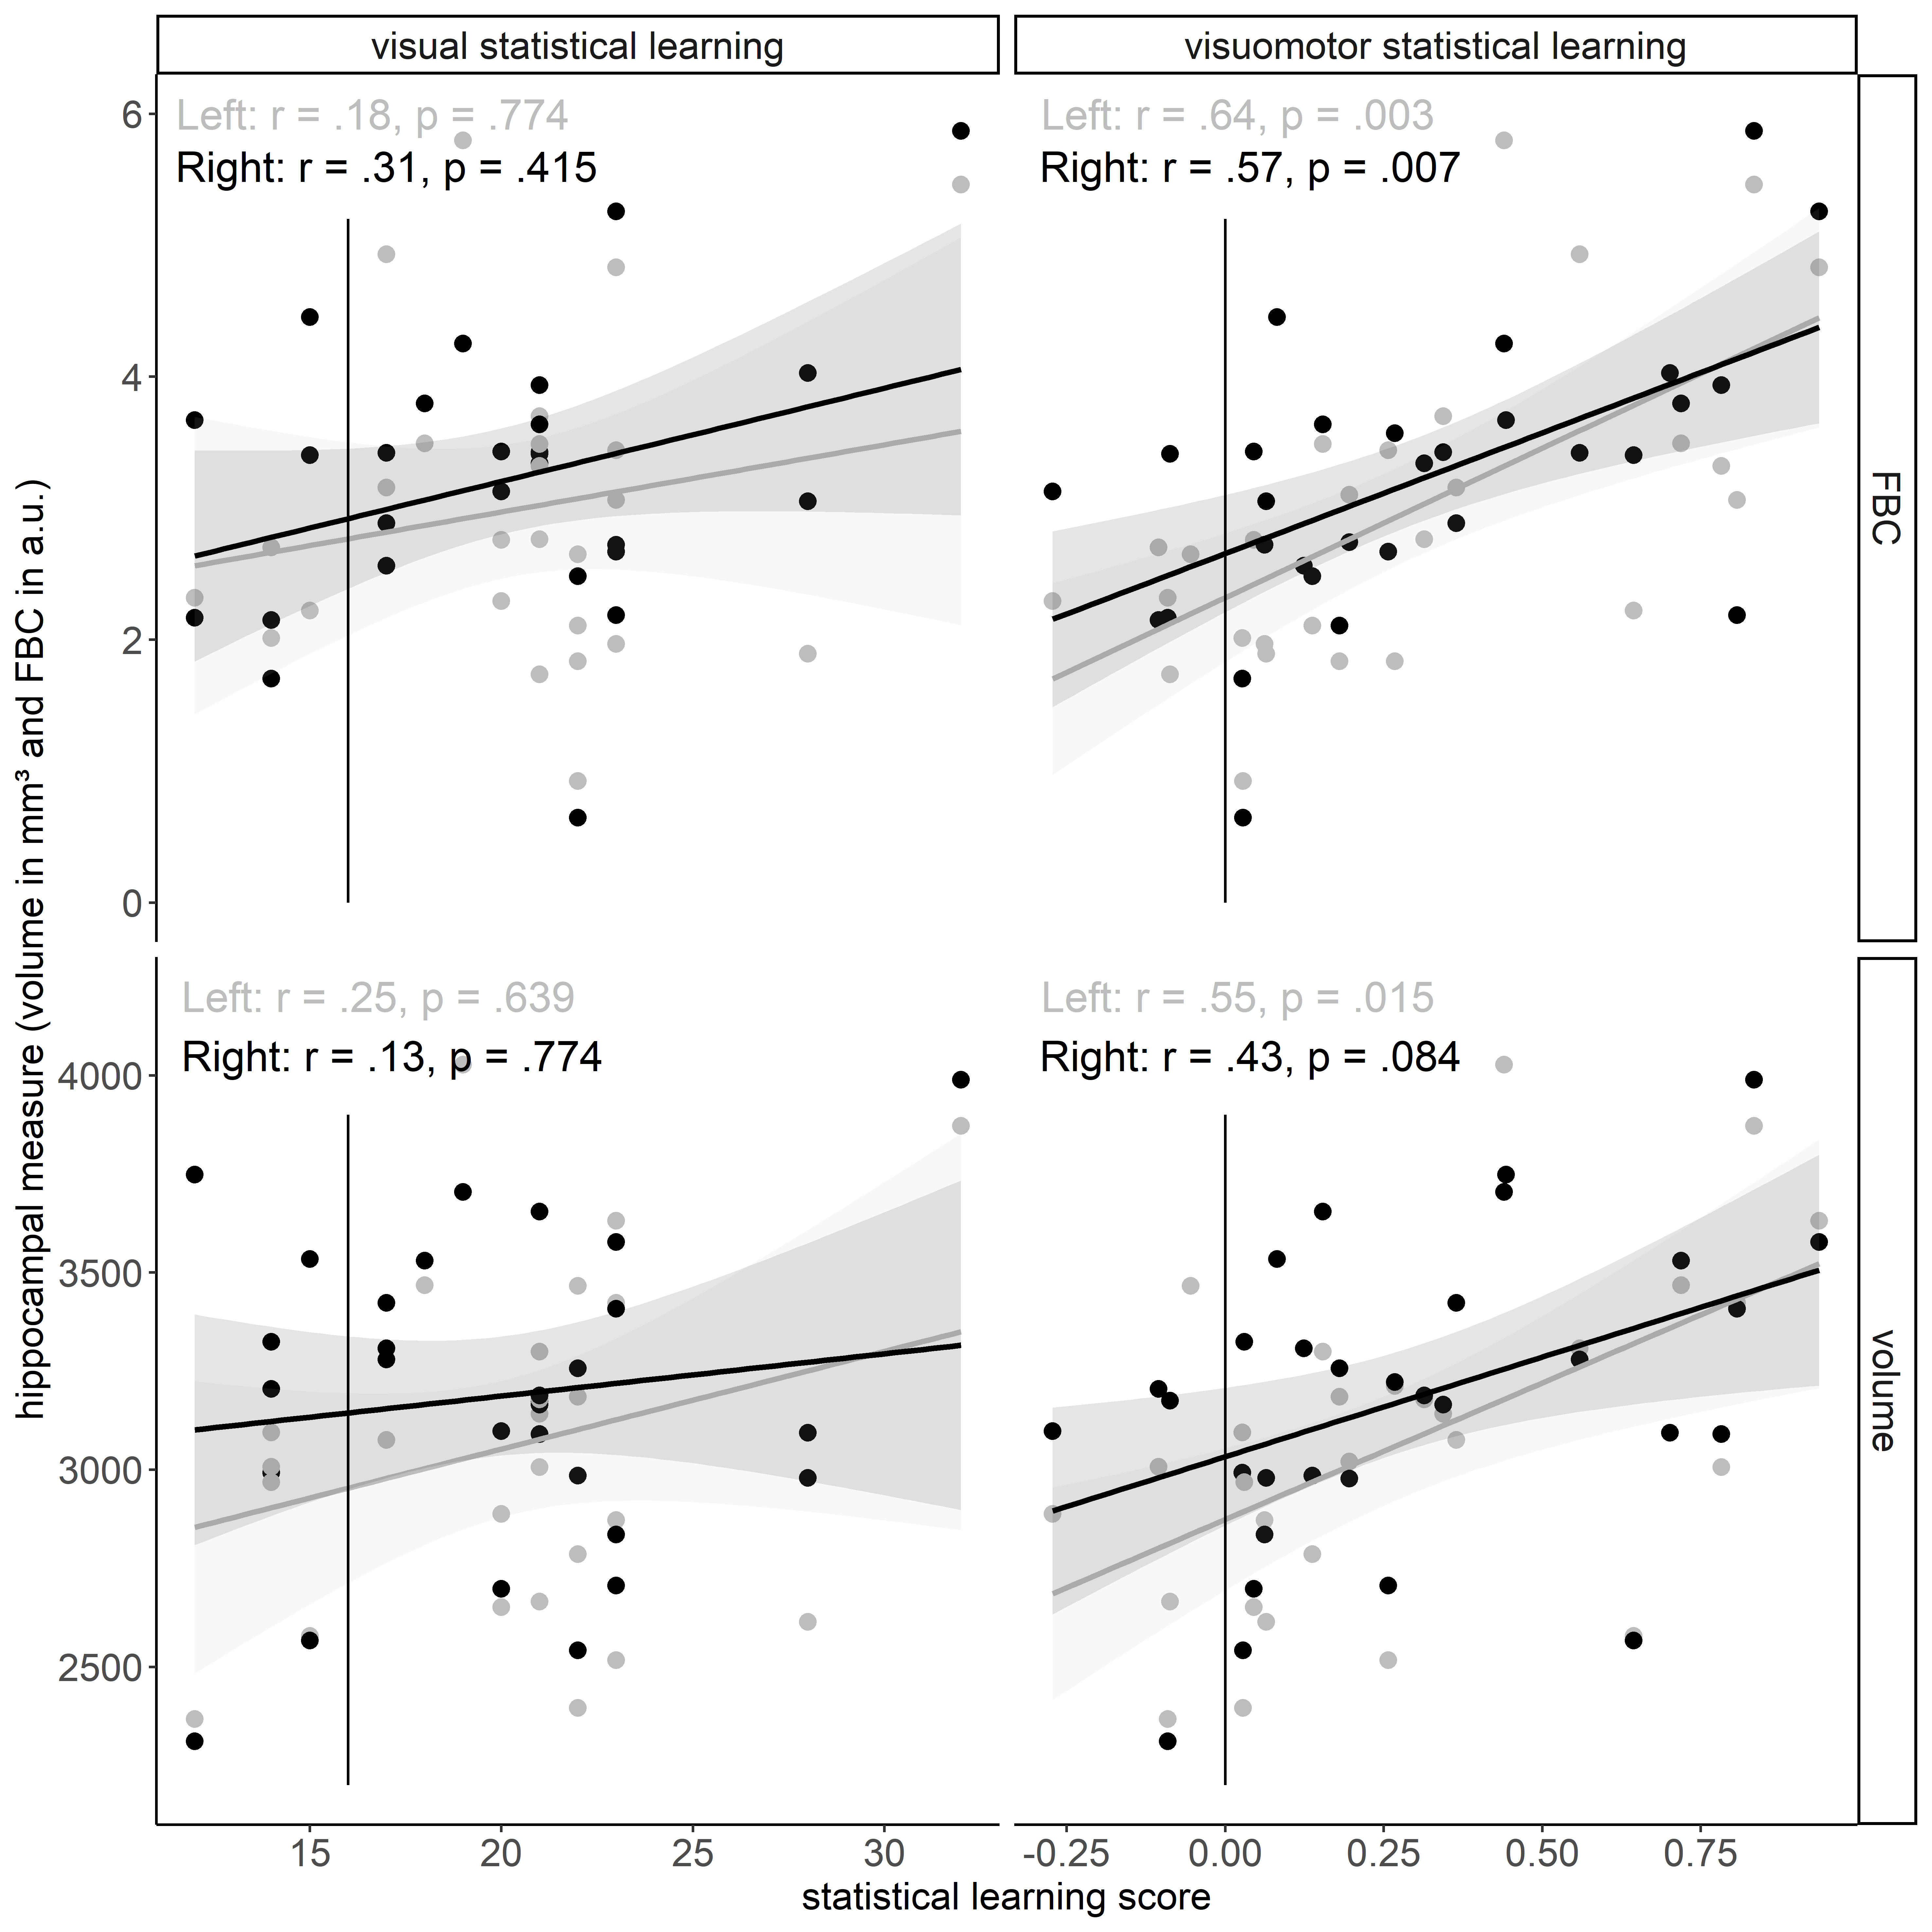 visual statistical learning
visuomotor statistical learning
Left: r = .18, p = .774
Right: r = .31, p = .415
Left: r = .64, p = .003
Right: r = .57, p = .007
6
4
2
0
FBC
hippocampal measure (volume in mm³ and FBC in a.u.)
Left: r = .25, p = .639
Right: r = .13, p = .774
Left: r = .55, p = .015
Right: r = .43, p = .084
4000
3500
3000
2500
volume
15
20
25
30
-0.25
0.00
0.25
0.50
0.75
statistical learning score